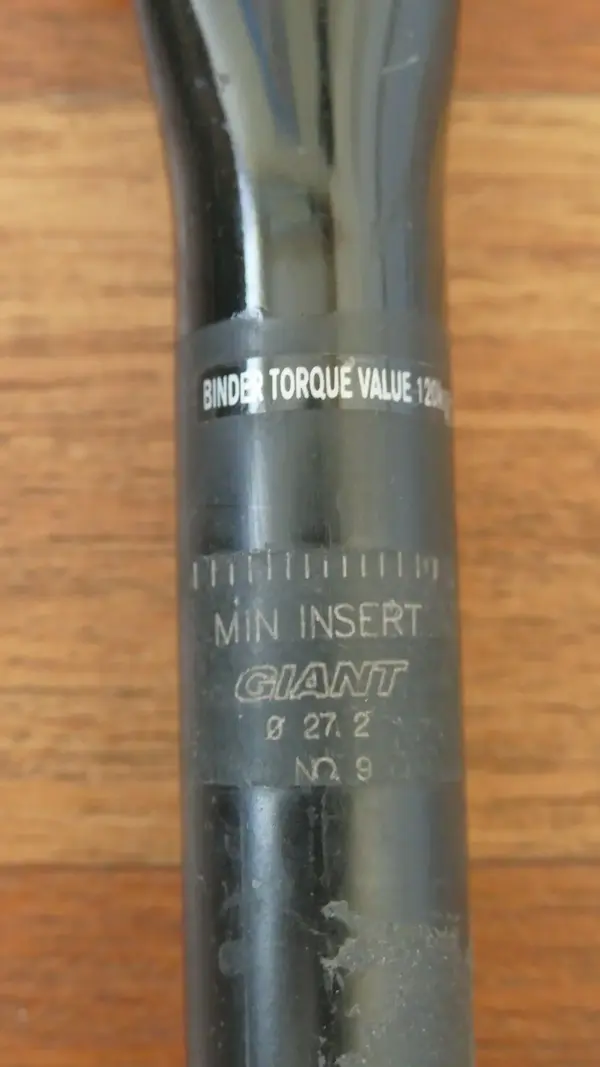 BINDER TORQUE VALUE 120
MIN INSERT
GIANT
Ø 27.2
NO. 9